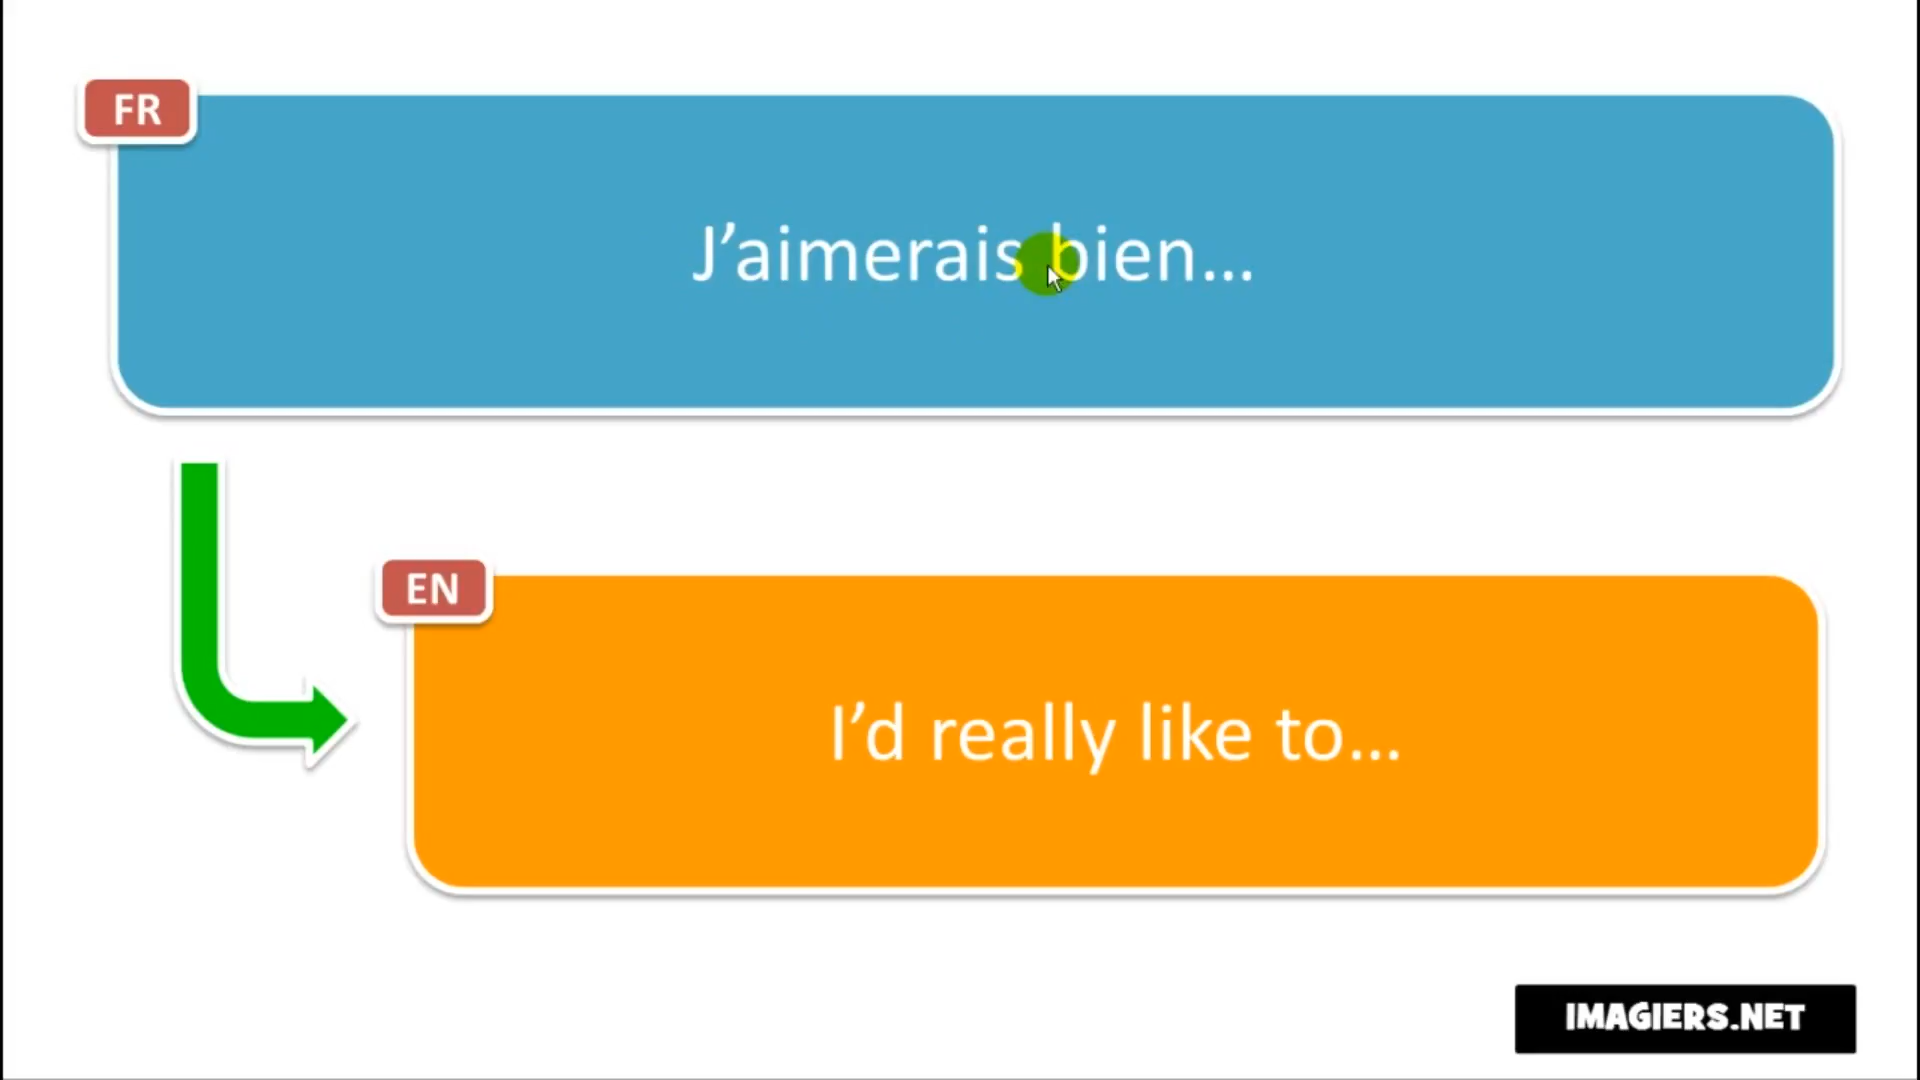 FR
J’aimerais bien...
EN
I’d really like to...
IMAGIERS.NET